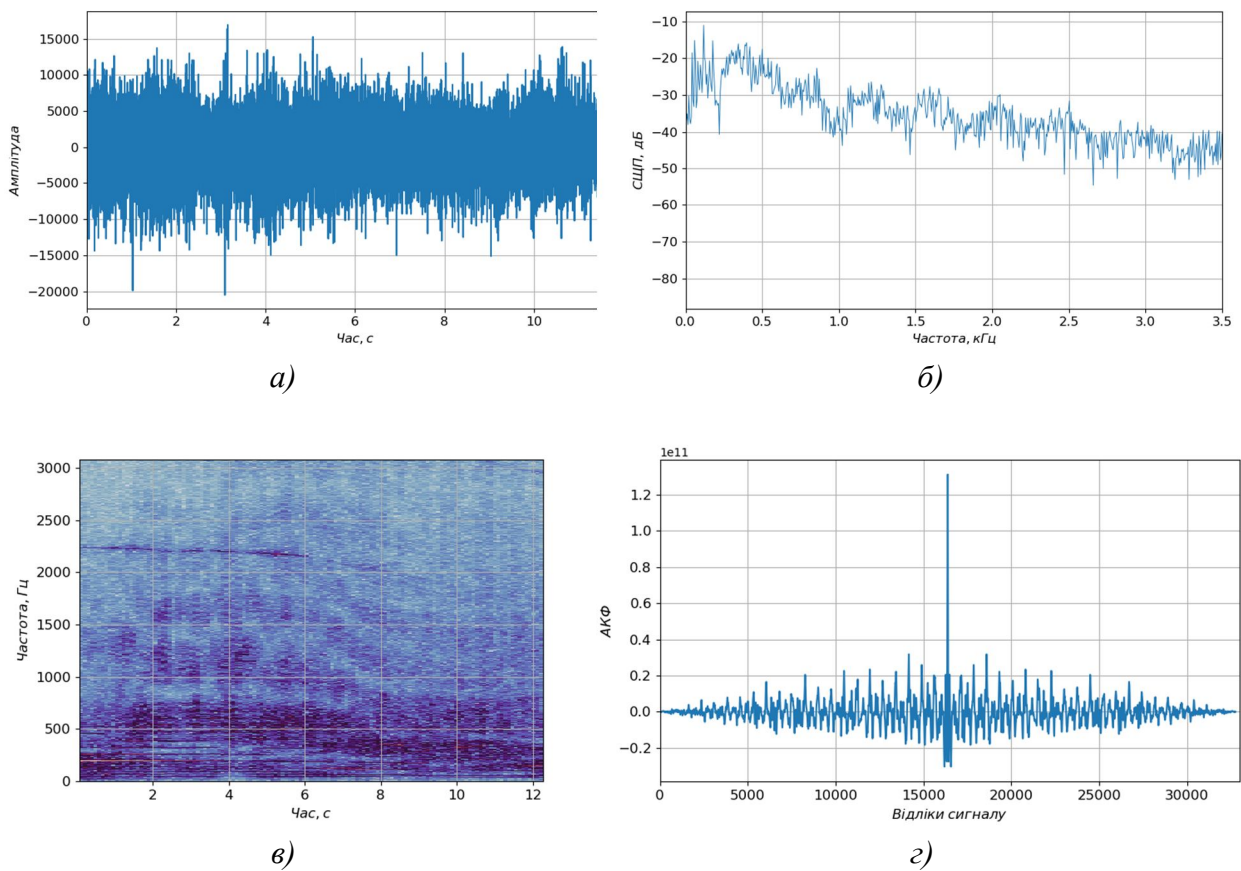 15000
10000
5000
0
−5000
−10000
−15000
−20000
Амплітуда
0 2 4 6 8 10
Час, с
а)
−10
−20
−30
−40
−50
−60
−70
−80
СЩП, дБ
0.0 0.5 1.0 1.5 2.0 2.5 3.0 3.5
Частота, кГц
б)
3000
2500
2000
1500
1000
500
0
Частота, Гц
2 4 6 8 10 12
Час, с
в)
1e11
1.2
1.0
0.8
0.6
0.4
0.2
0.0
−0.2
АКФ
0 5000 10000 15000 20000 25000 30000
Відліки сигналу
г)